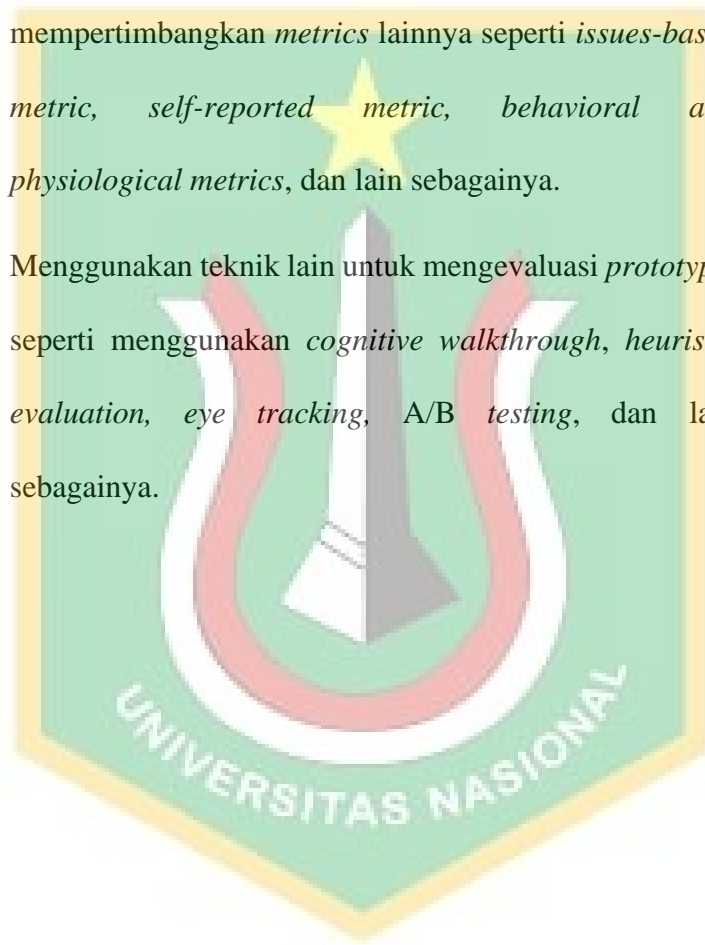 mempertimbangkan metrics lainnya seperti issues-bas
metric, self-reported metric, behavioral a
physiological metrics, dan lain sebagainya.
Menggunakan teknik lain untuk mengevaluasi prototyp
seperti menggunakan cognitive walkthrough, heuris
evaluation, eye tracking, A/B testing, dan la
sebagainya.
UNIVERSITAS NASIONAL